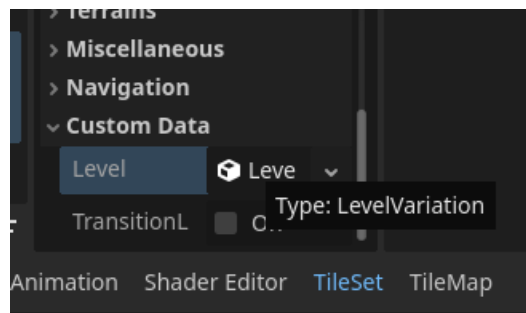 Terrains
Miscellaneous
Navigation
Custom Data
Level Leve
Type: LevelVariation
TransitionL
Animation Shader Editor TileSet TileMap